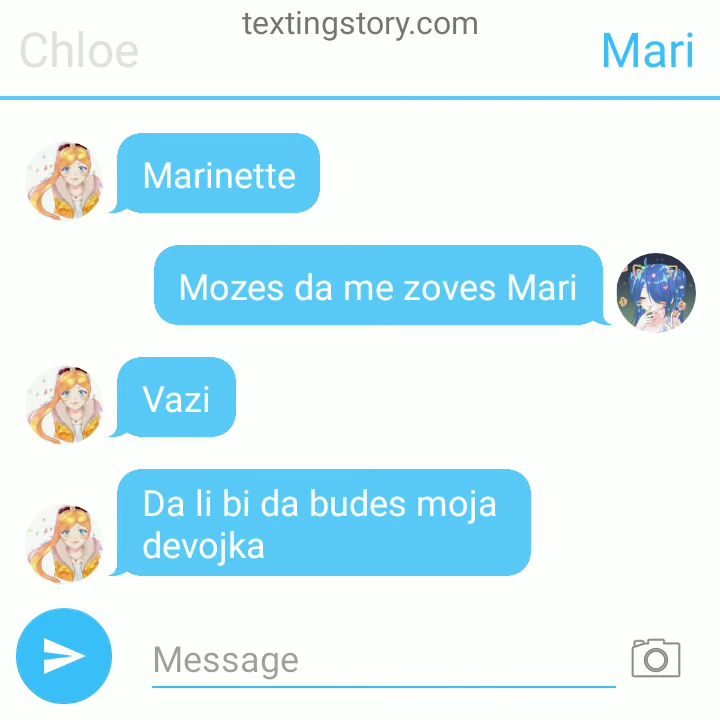 textingstory.com
Chloe
Mari
Marinette
Mozes da me zoves Mari
Vazi
Da li bi da budes moja
devojka
Message